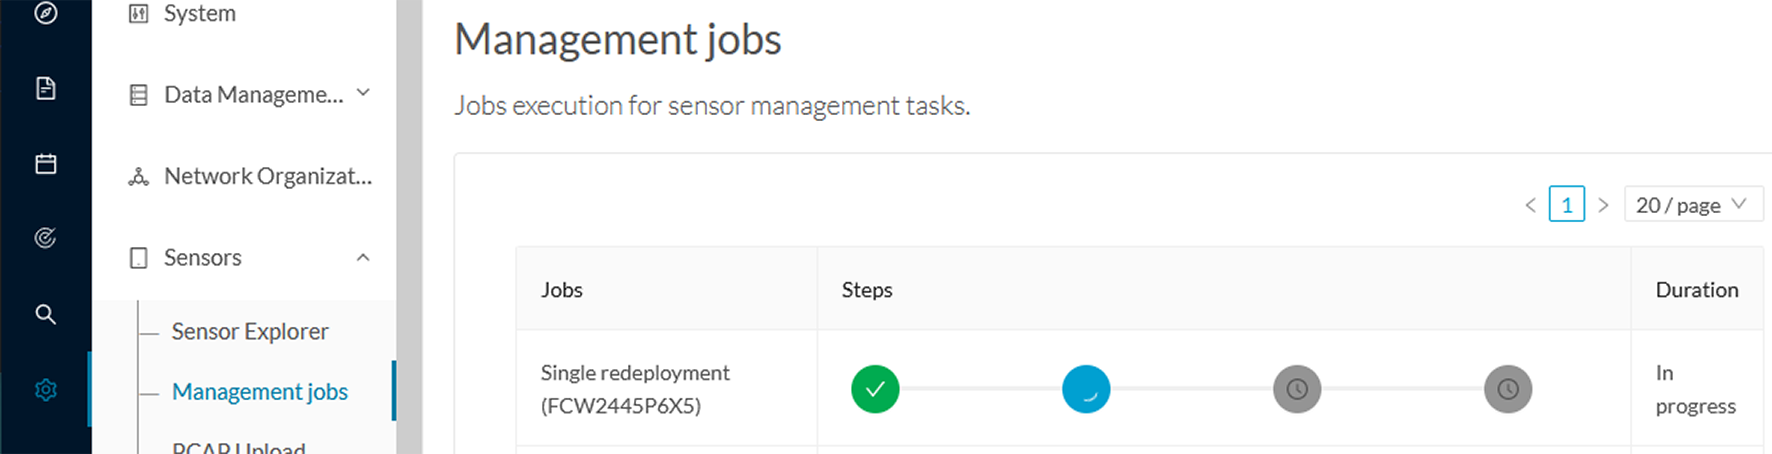 System
Data Manageme...
Network Organizat...
Sensors
Sensor Explorer
Management jobs
PCAP Upload
Management jobs
Jobs execution for sensor management tasks.
1
20 / page
Jobs
Steps
Duration
Single redeployment
(FCW2445P6X5)
In
progress